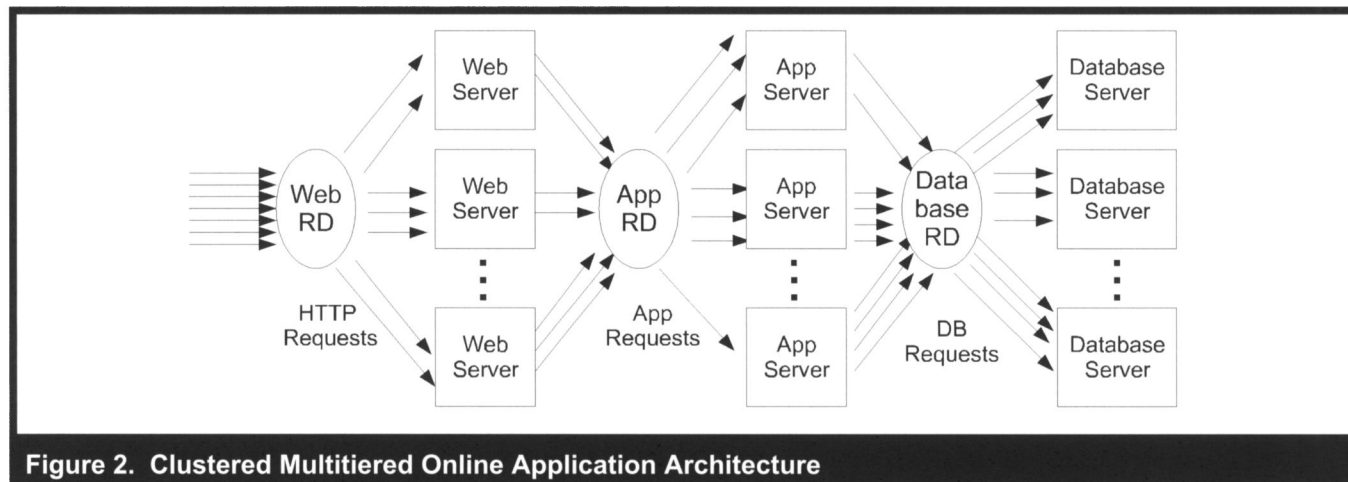 Web
Server
App
Server
Database
Server
Web
RD
Web
Server
App
RD
App
Server
Data
base
RD
Database
Server
HTTP
Requests
Web
Server
App
Requests
App
Server
DB
Requests
Database
Server
Figure 2. Clustered Multitiered Online Application Architecture